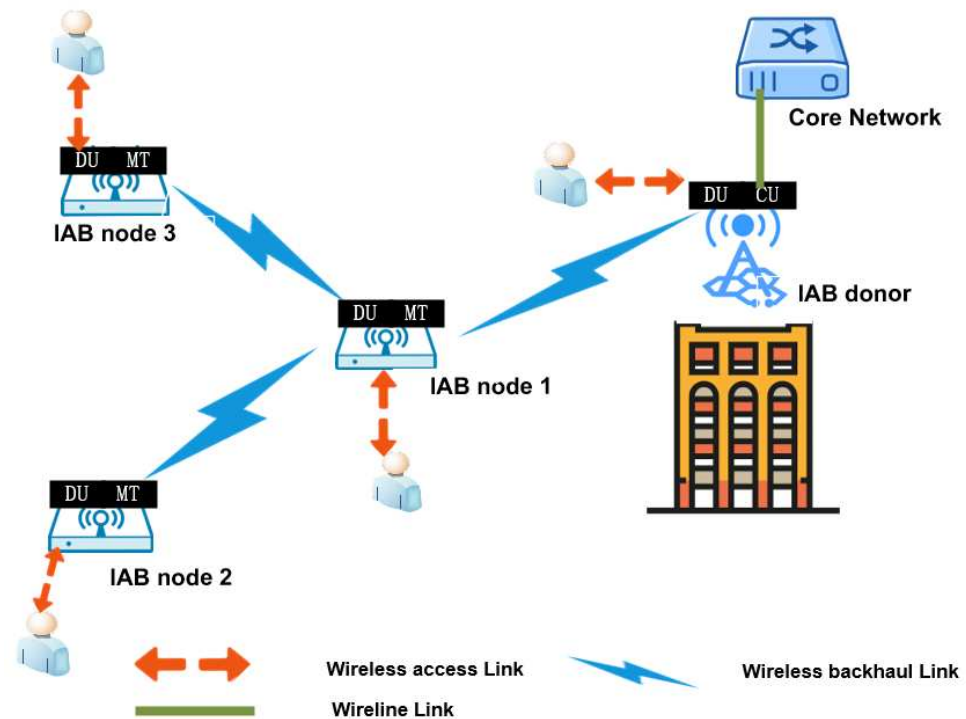 Core Network
DU MT
DU CU
IAB node 3
IAB donor
DU MT
IAB node 1
DU MT
IAB node 2
Wireless access Link
Wireless backhaul Link
Wireline Link